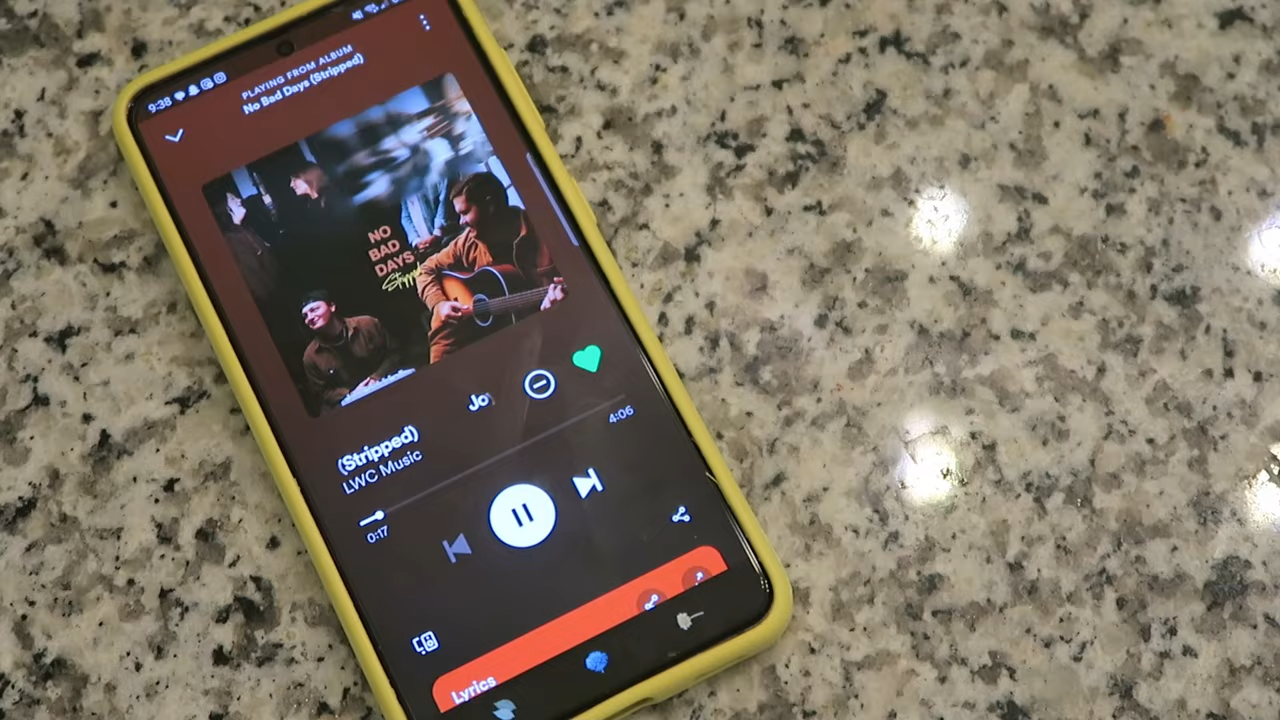 9:38
PLAYING FROM ALBUM
No Bad Days (Stripped)
NO
BAD
DAYS
Stripped
Jo
(Stripped)
LWC Music
0:17
4:06
Lyrics